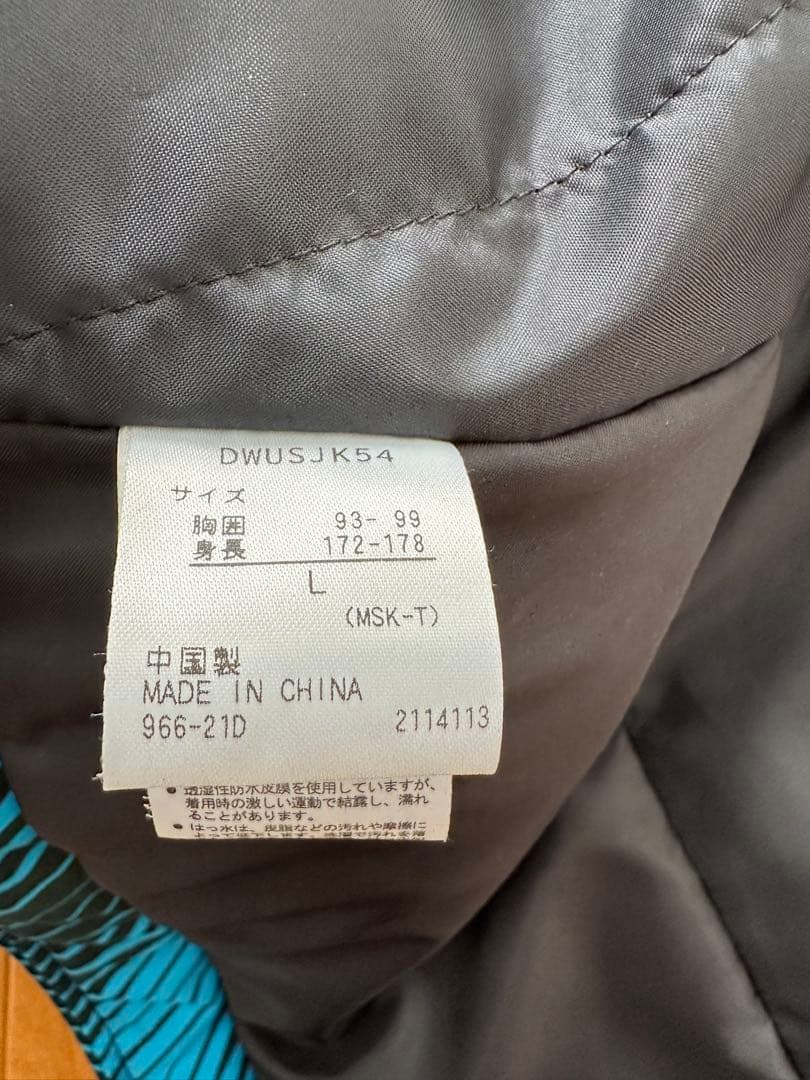 DWUSJK54
サイズ
胸囲 93- 99
身長 172-178
L
(MSK-T)
中国製
MADE IN CHINA
966-21D 2114113
● 透湿性防水皮膜を使用していますが、
着用時の激しい運動で結露し、濡れ
ることがあります。
● はっ水は、皮脂などの汚れや摩擦に